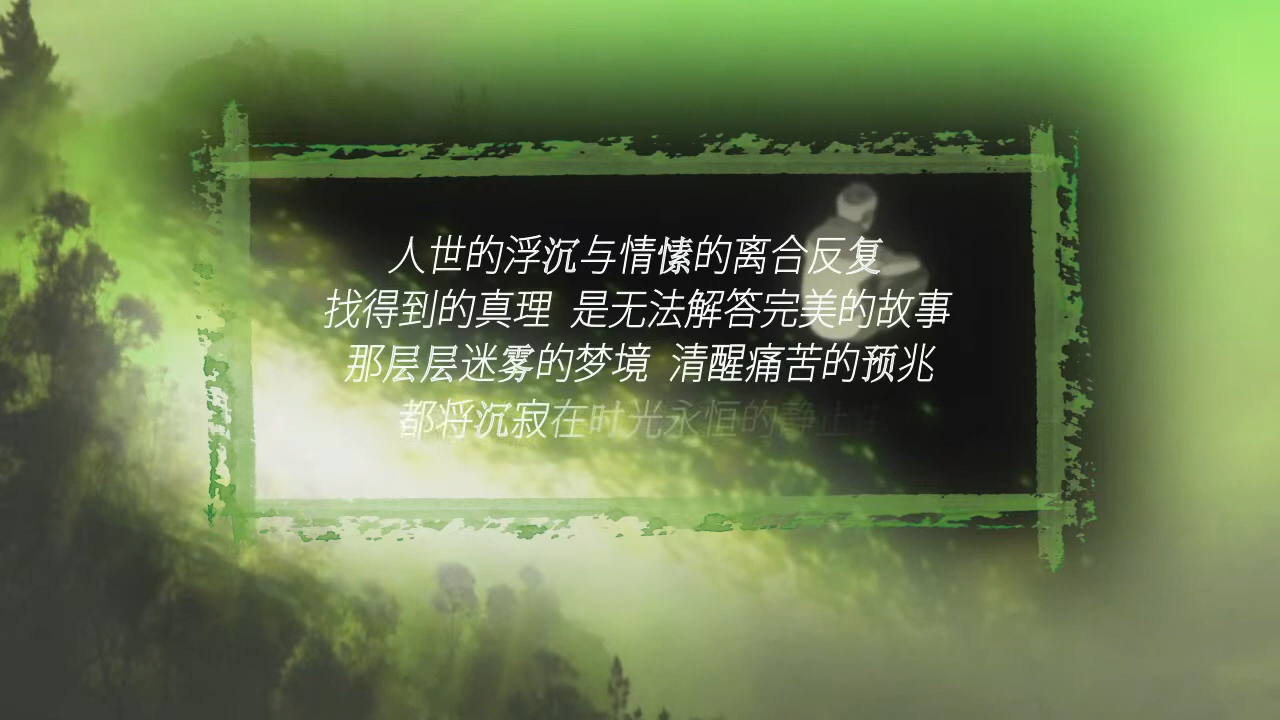 人世的浮沉与情愫的离合反复
找得到的真理 是无法解答完美的故事
那层层迷雾的梦境 清醒痛苦的预兆
都将沉寂在时光永恒的静止